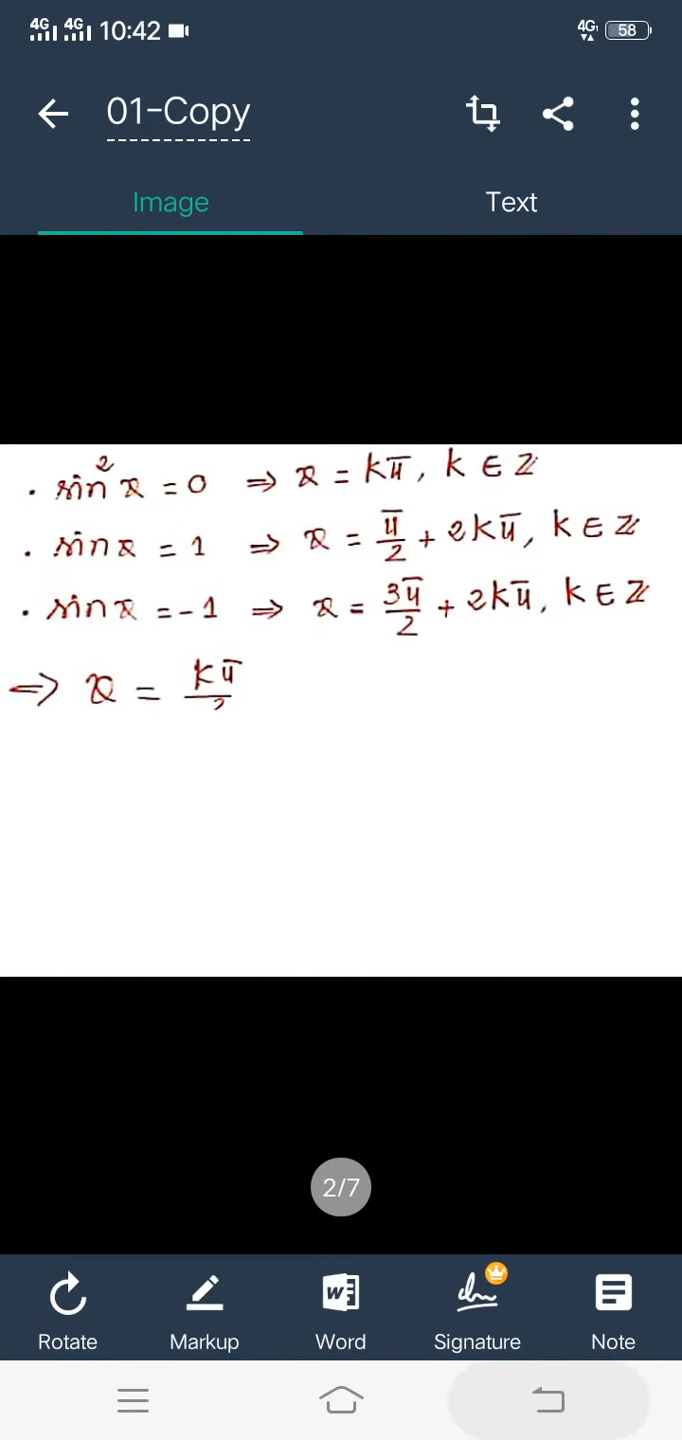 4G 4G 10:42 4G 58
01-Copy
Image Text
· sin² x = 0 ⇒ x = kπ, k ∈ ℤ
· sin x = 1 ⇒ x = π/2 + 2kπ, k ∈ ℤ
· sin x = -1 ⇒ x = 3π/2 + 2kπ, k ∈ ℤ
⇒ x = kπ/2
2/7
Rotate Markup Word Signature Note